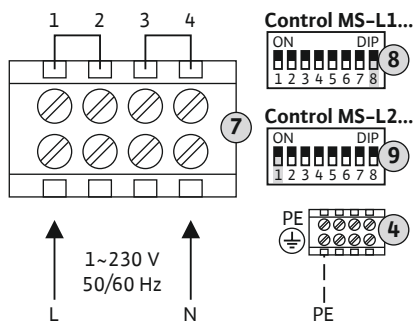 1 2 3 4
7
1~230 V
50/60 Hz
L N
Control MS-L1...
ON DIP
1 2 3 4 5 6 7 8
8
Control MS-L2...
ON DIP
1 2 3 4 5 6 7 8
9
PE
4
PE